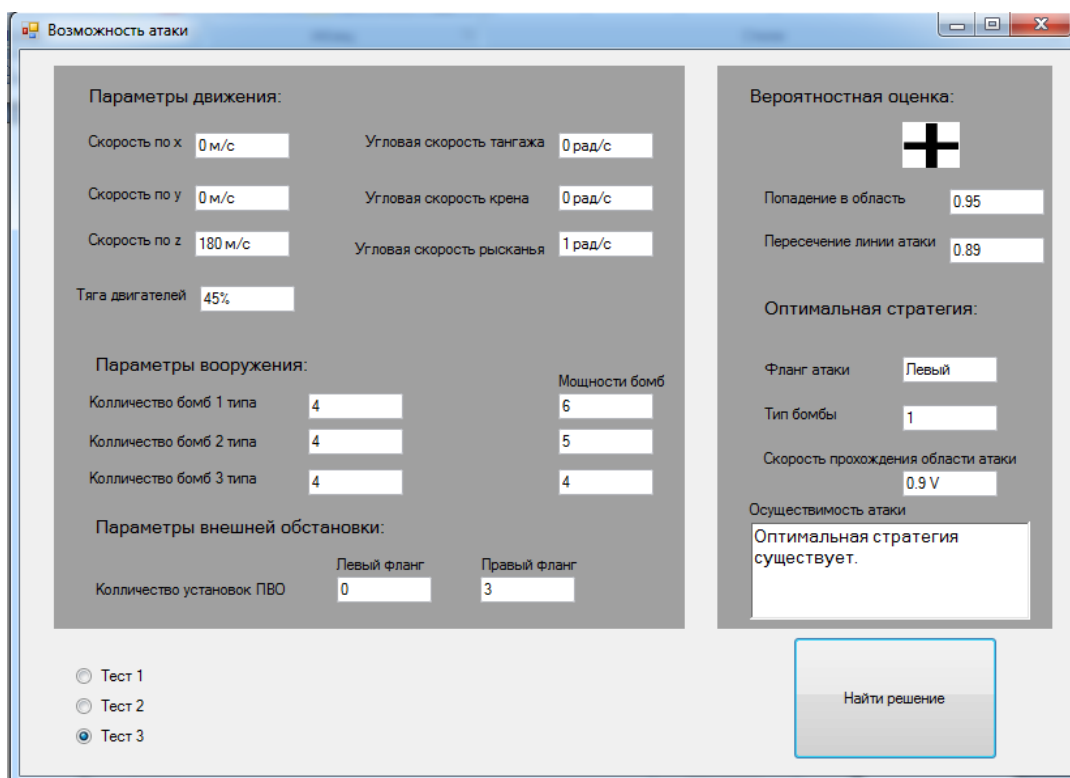 Возможность атаки
Параметры движения:
Скорость по x 0 м/с Угловая скорость тангажа 0 рад/с
Скорость по y 0 м/с Угловая скорость крена 0 рад/с
Скорость по z 180 м/с Угловая скорость рысканья 1 рад/с
Тяга двигателей 45%
Параметры вооружения:
Мощности бомб
Колличество бомб 1 типа 4 6
Колличество бомб 2 типа 4 5
Колличество бомб 3 типа 4 4
Параметры внешней обстановки:
Левый фланг Правый фланг
Колличество установок ПВО 0 3
Вероятностная оценка:
Попадение в область 0.95
Пересечение линии атаки 0.89
Оптимальная стратегия:
Фланг атаки Левый
Тип бомбы 1
Скорость прохождения области атаки
0.9 V
Осуществимость атаки
Оптимальная стратегия
существует.
Тест 1
Тест 2
Тест 3
Найти решение